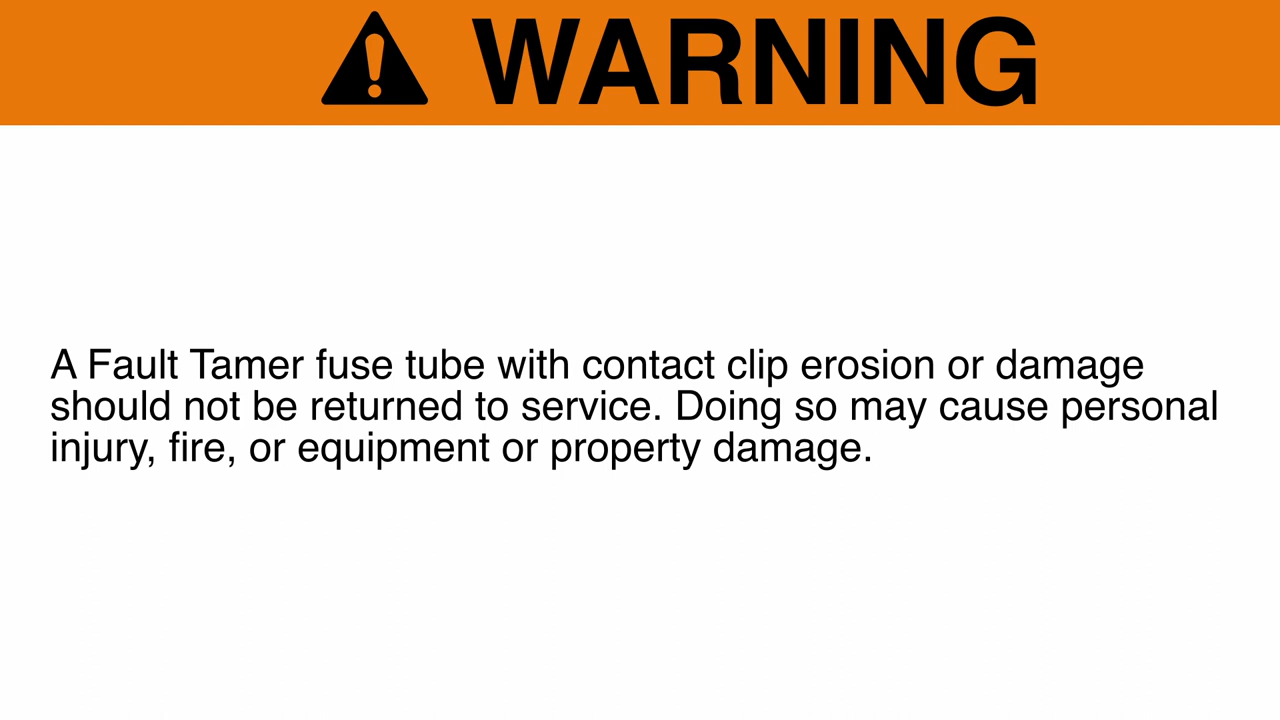 WARNING
A Fault Tamer fuse tube with contact clip erosion or damage
should not be returned to service. Doing so may cause personal
injury, fire, or equipment or property damage.